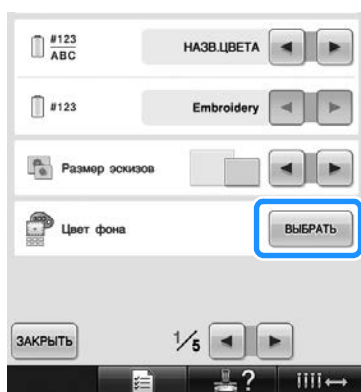 #123
ABC
НАЗВ.ЦВЕТА
#123
Embroidery
Размер эскизов
Цвет фона
ВЫБРАТЬ
ЗАКРЫТЬ
1/5
?